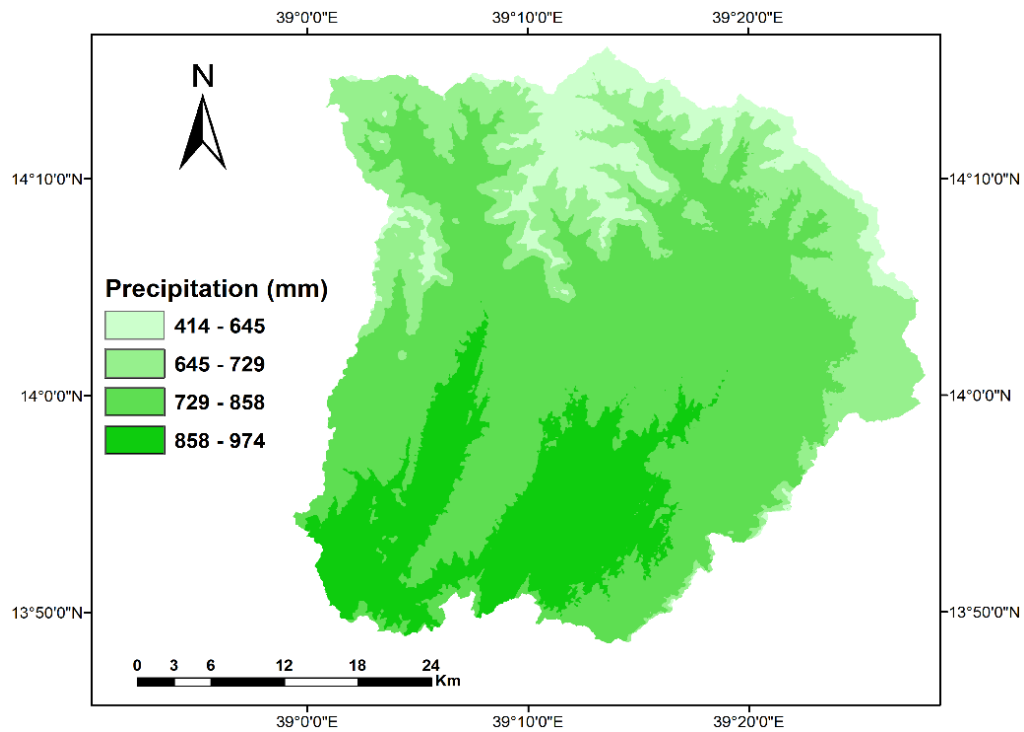 39°0'0"E 39°10'0"E 39°20'0"E
N
14°10'0"N 14°10'0"N
Precipitation (mm)
414 - 645
645 - 729
729 - 858
858 - 974
14°0'0"N 14°0'0"N
13°50'0"N 13°50'0"N
0 3 6 12 18 24
Km
39°0'0"E 39°10'0"E 39°20'0"E